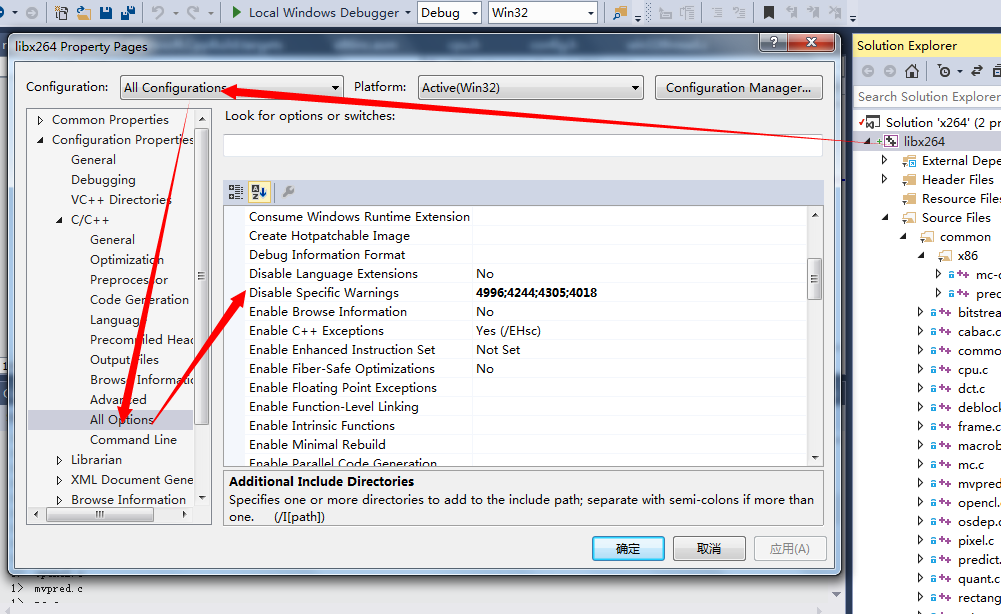 Local Windows Debugger
Debug
Win32
libx264 Property Pages
Configuration:
All Configurations
Platform:
Active(Win32)
Configuration Manager...
Common Properties
Configuration Properties
General
Debugging
VC++ Directories
C/C++
General
Optimization
Preprocessor
Code Generation
Language
Precompiled Heac
Output Files
Browse Informatic
Advanced
All Options
Command Line
Librarian
XML Document Gene
Browse Information
Look for options or switches:
Consume Windows Runtime Extension
Create Hotpatchable Image
Debug Information Format
Disable Language Extensions No
Disable Specific Warnings 4996;4244;4305;4018
Enable Browse Information No
Enable C++ Exceptions Yes (/EHsc)
Enable Enhanced Instruction Set Not Set
Enable Fiber-Safe Optimizations No
Enable Floating Point Exceptions
Enable Function-Level Linking
Enable Intrinsic Functions
Enable Minimal Rebuild
Enable Parallel Code Generation
Additional Include Directories
Specifies one or more directories to add to the include path; separate with semi-colons if more than
one. (/I[path])
确定
取消
应用(A)
1> mvpred.c
Solution Explorer
Search Solution Explorer
Solution 'x264' (2 pr
libx264
External Depe
Header Files
Resource Files
Source Files
common
x86
mc-c
prec
bitstrea
cabac.c
commo
cpu.c
dct.c
deblock
frame.c
macrob
mc.c
mvpred
opencl.
osdep.c
pixel.c
predict.
quant.c
rectang